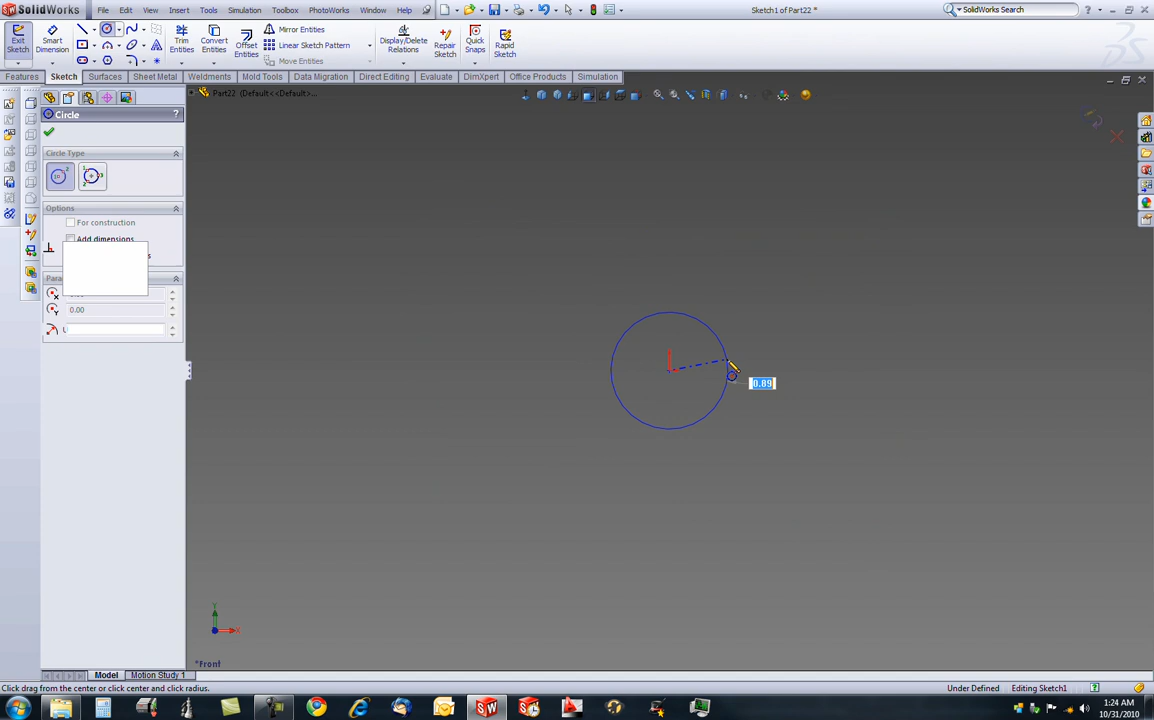 SolidWorks File Edit View Insert Tools Simulation Toolbox PhotoWorks Window Help Sketch1 of Part22 * SolidWorks Search
Exit Sketch
Smart Dimension
Trim Entities
Convert Entities
Offset Entities
Mirror Entities
Linear Sketch Pattern
Move Entities
Display/Delete Relations
Repair Sketch
Quick Snaps
Rapid Sketch
Features Sketch Surfaces Sheet Metal Weldments Mold Tools Data Migration Direct Editing Evaluate DimXpert Office Products Simulation
Part22 (Default<<Default>...
Circle ?
Circle Type
Options
For construction
Add dimensions
s
Para
0.00
0.89
Y
X
*Front
Model Motion Study 1
Click drag from the center or click center and click radius. Under Defined Editing Sketch1
1:24 AM
10/31/2010